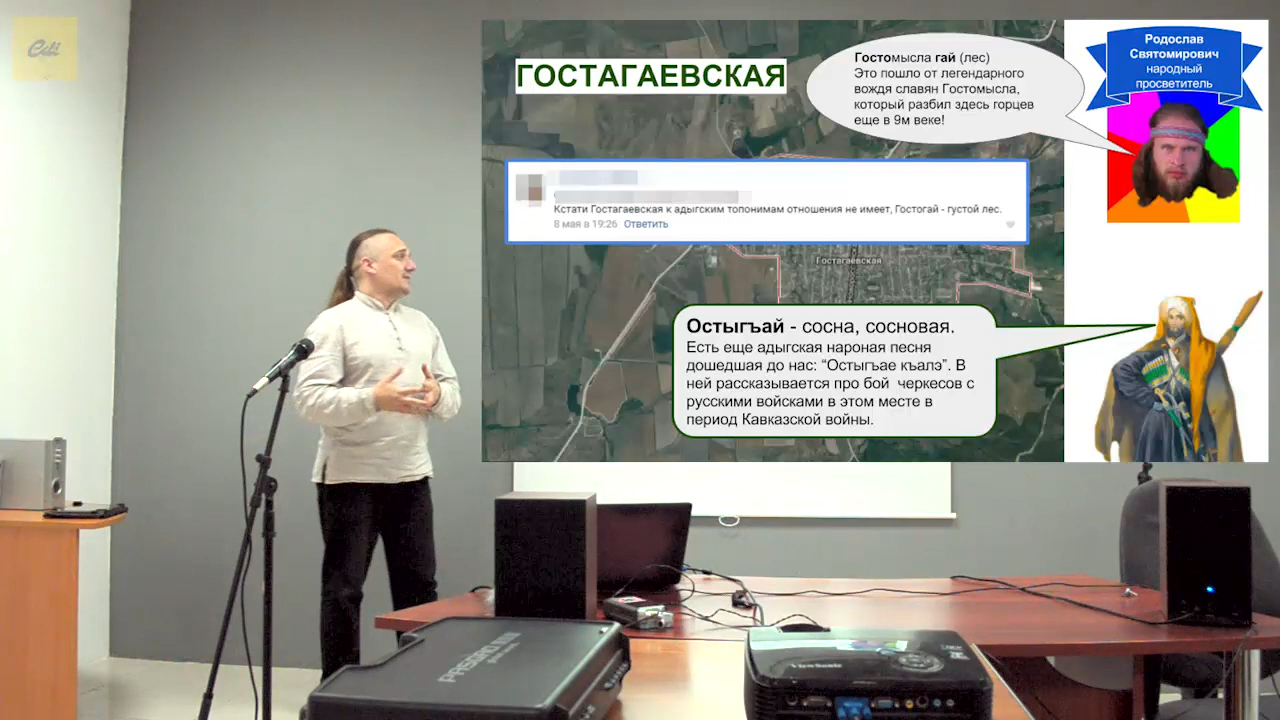 Cili
ГОСТАГАЕВСКАЯ
Гостомысла гай (лес)
Это пошло от легендарного
вождя славян Гостомысла,
который разбил здесь горцев
еще в 9м веке!
Родослав
Святомирович
народный
просветитель
Кстати Гостагаевская к адыгским топонимам отношения не имеет, Гостогай - густой лес.
8 мая в 19:26 Ответить
Гостагаевская
Остыгъай - сосна, сосновая.
Есть еще адыгская нароная песня
дошедшая до нас: “Остыгъае къалэ”. В
ней рассказывается про бой черкесов с
русскими войсками в этом месте в
период Кавказской войны.
ViewSonic